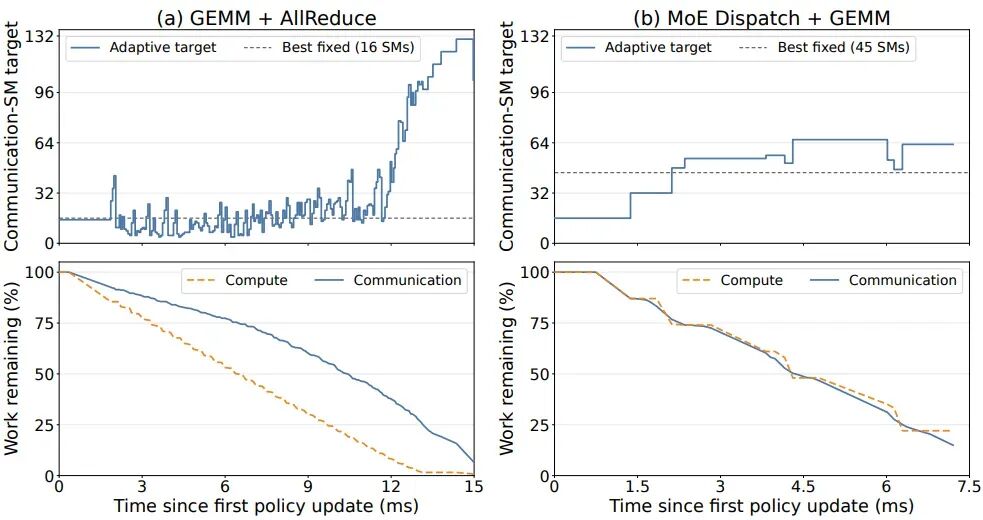 (a) GEMM + AllReduce
Communication-SM target
132
96
64
32
0
Adaptive target
Best fixed (16 SMs)
(b) MoE Dispatch + GEMM
Communication-SM target
132
96
64
32
0
Adaptive target
Best fixed (45 SMs)
Work remaining (%)
100
75
50
25
0
Compute
Communication
0 3 6 9 12 15
Time since first policy update (ms)
Work remaining (%)
100
75
50
25
0
Compute
Communication
0 1.5 3 4.5 6 7.5
Time since first policy update (ms)